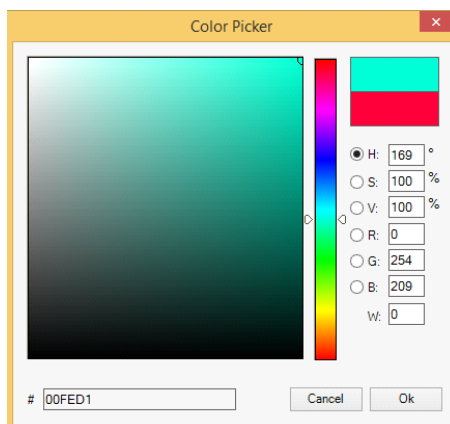 Color Picker
H: 169 °
S: 100 %
V: 100 %
R: 0
G: 254
B: 209
W: 0
# 00FED1
Cancel Ok